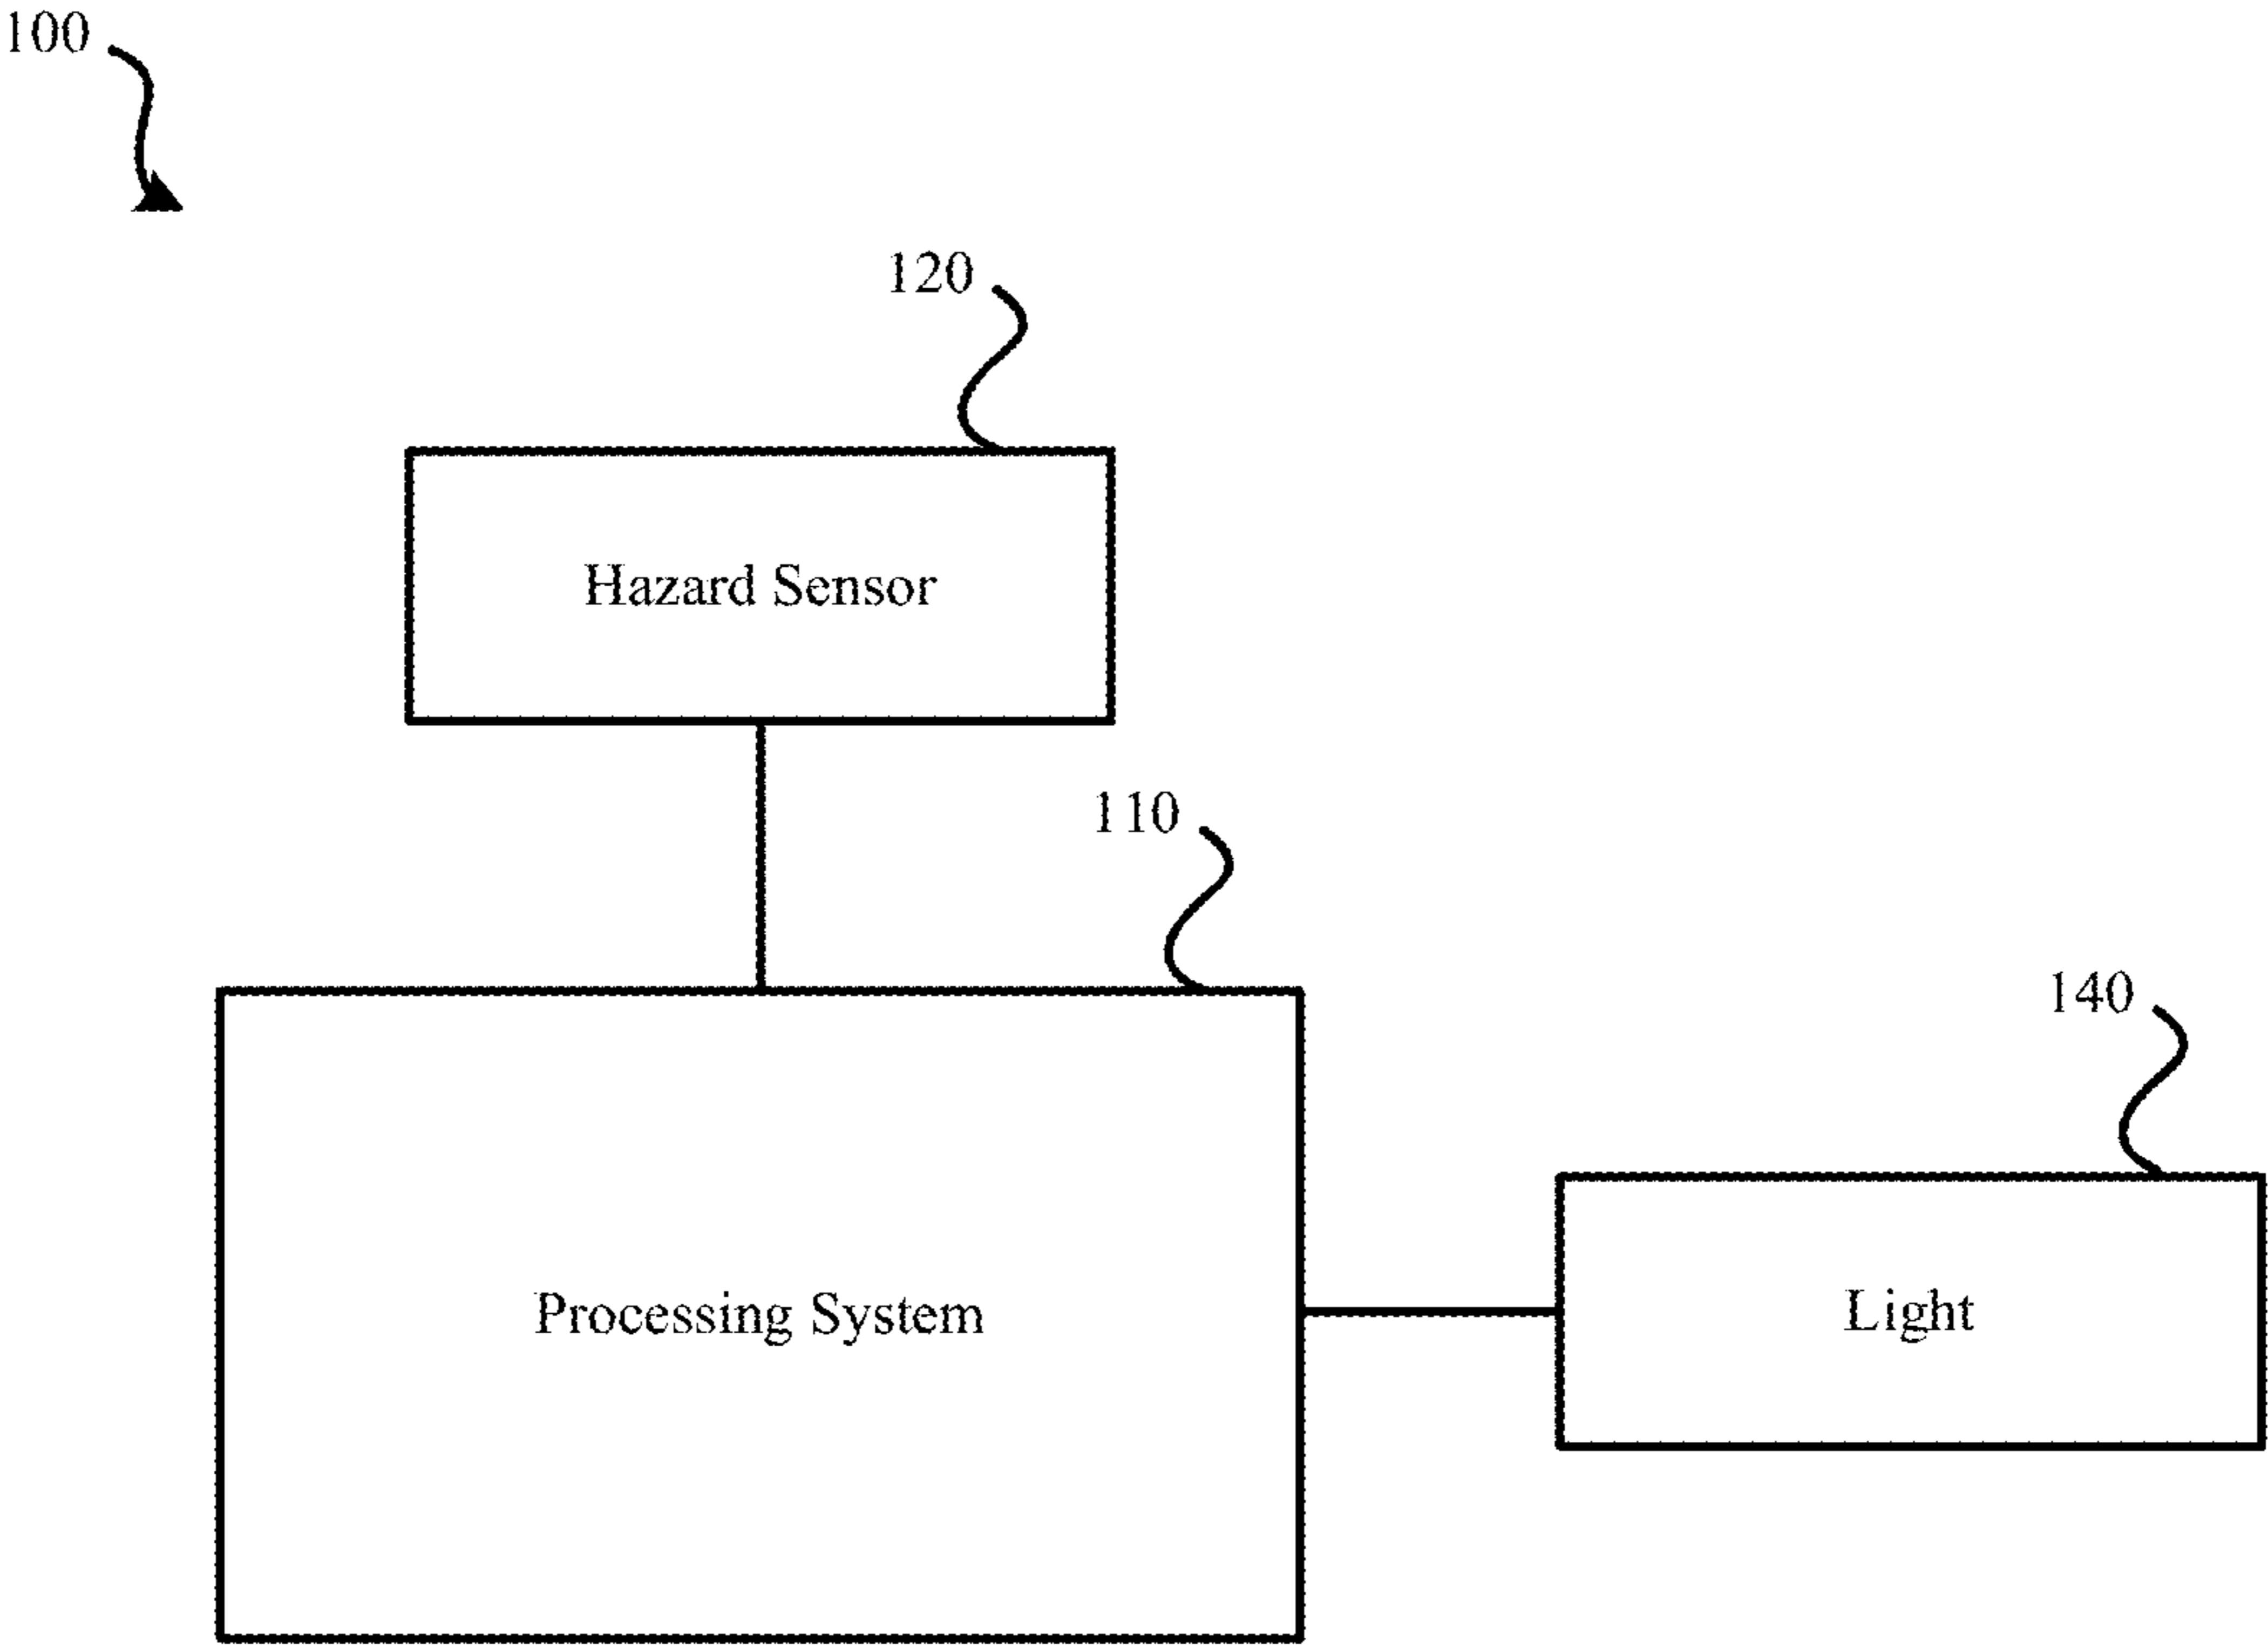 100
120
Hazard Sensor
110
140
Processing System
Light